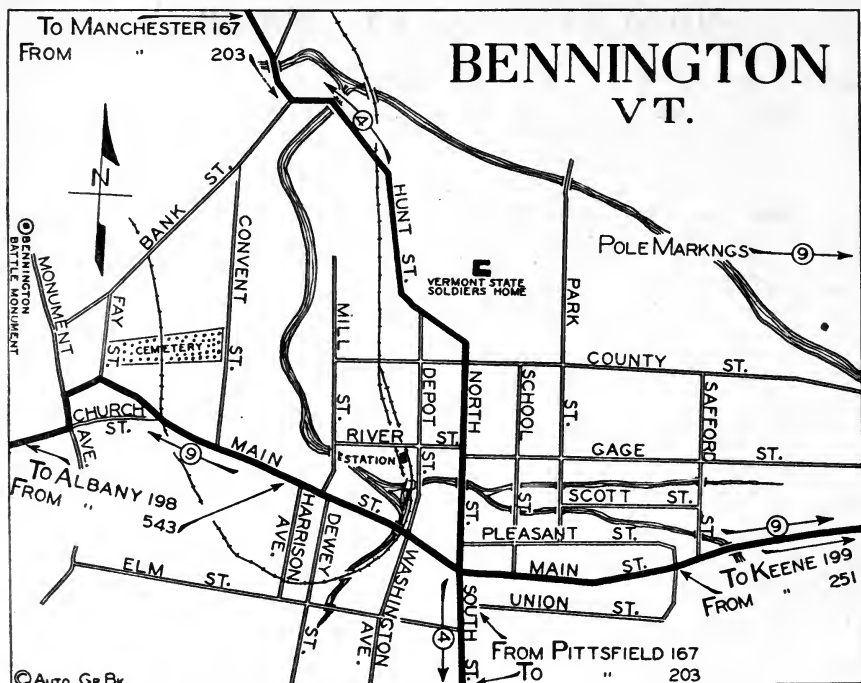 TO MANCHESTER 167
FROM " 203
BENNINGTON
VT.
4
N
BANK ST.
CONVENT ST.
HUNT ST.
PARK ST.
POLE MARKNGS 9
BENNINGTON
BATTLE MONUMENT
MONUMENT AVE.
FAY ST
CEMETERY
VERMONT STATE
SOLDIERS HOME
MILL ST.
DEPOT ST.
NORTH ST.
SCHOOL ST.
COUNTY ST.
SAFFORD ST.
CHURCH ST.
9
MAIN ST.
RIVER ST.
STATION
GAGE ST.
SCOTT ST.
TO ALBANY 198
FROM " 543
HARRISON AVE.
DEWEY ST.
WASHINGTON AVE.
PLEASANT ST.
9
MAIN ST.
ELM ST.
UNION ST.
TO KEENE 199
FROM " 251
4
SOUTH ST.
FROM PITTSFIELD 167
TO " 203
© AUTO. GR. BK.